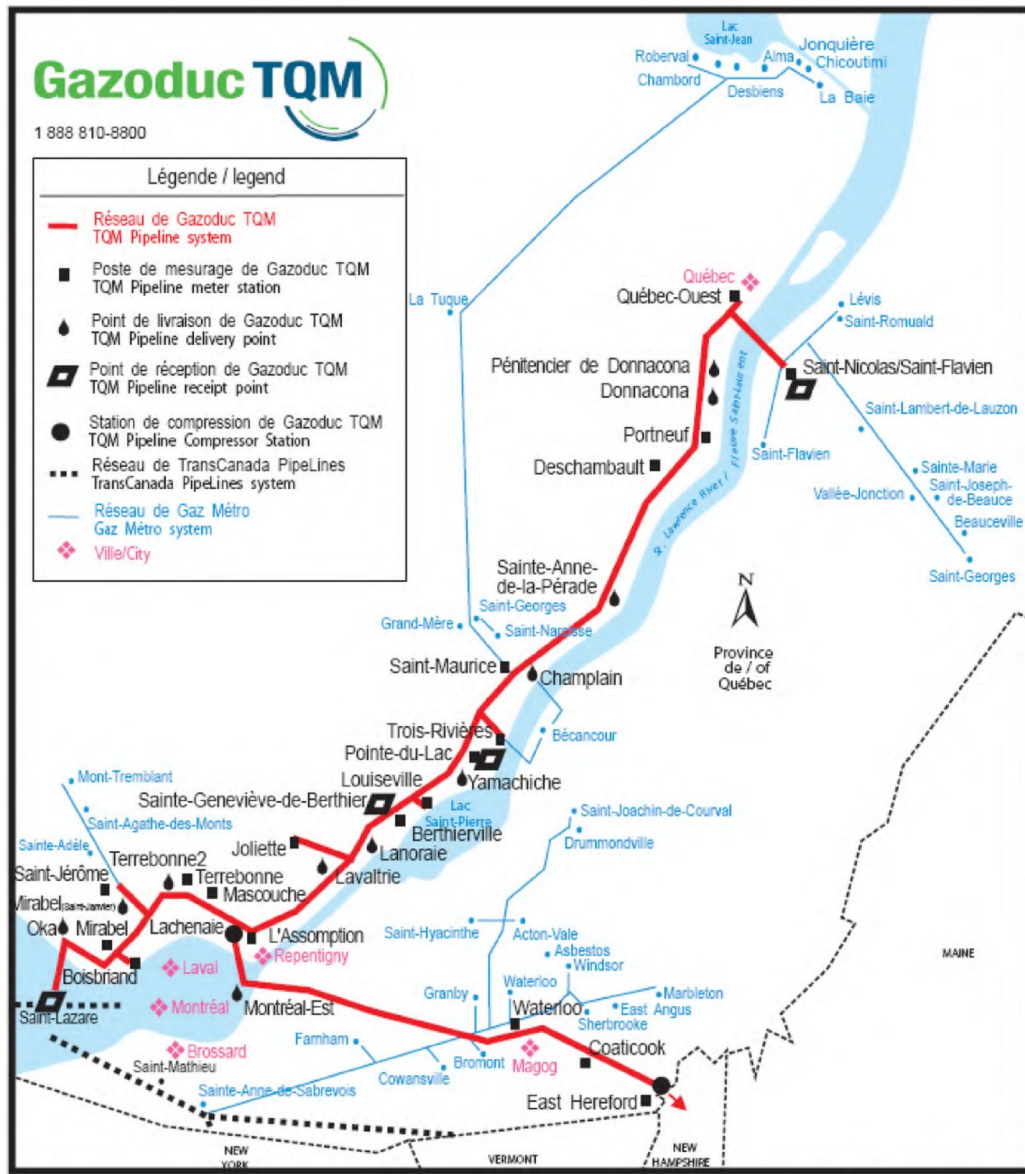 Gazoduc TQM
1 888 810-8800
Légende / legend
Réseau de Gazoduc TQM
TQM Pipeline system
Poste de mesurage de Gazoduc TQM
TQM Pipeline meter station
Point de livraison de Gazoduc TQM
TQM Pipeline delivery point
Point de réception de Gazoduc TQM
TQM Pipeline receipt point
Station de compression de Gazoduc TQM
TQM Pipeline Compressor Station
Réseau de TransCanada PipeLines
TransCanada PipeLines system
Réseau de Gaz Métro
Gaz Métro system
Ville/City
Lac
Saint-Jean
Roberval
Alma
Jonquière
Chicoutimi
Chambord
Desbiens
La Baie
La Tuque
Québec
Québec-Ouest
Lévis
Saint-Romuald
Pénitencier de Donnacona
Donnacona
Saint-Nicolas/Saint-Flavien
Portneuf
Deschambault
Saint-Flavien
Saint-Lambert-de-Lauzon
Sainte-Marie
Vallée-Jonction
Saint-Joseph-
de-Beauce
Beauceville
Saint-Georges
St. Lawrence River / Fleuve Saint-Laurent
Sainte-Anne-
de-la-Pérade
Saint-Georges
Grand-Mère
Saint-Narcisse
N
Province
de / of
Québec
Saint-Maurice
Champlain
Trois-Rivières
Bécancour
Pointe-du-Lac
Louiseville
Yamachiche
Mont-Tremblant
Sainte-Geneviève-de-Berthier
Lac
Saint-Pierre
Saint-Joachin-de-Courval
Saint-Agathe-des-Monts
Berthierville
Drummondville
Sainte-Adèle
Joliette
Lanoraie
Terrebonne2
Lavaltrie
Saint-Jérôme
Terrebonne
Mascouche
Mirabel(Saint-Janvier)
Oka
Mirabel
Lachenaie
L'Assomption
Saint-Hyacinthe
Acton-Vale
Repentigny
Asbestos
Windsor
MAINE
Boisbriand
Laval
Waterloo
Granby
Marbleton
Saint-Lazare
Montréal
Montréal-Est
Waterloo
East
Angus
Sherbrooke
Farnham
Brossard
Saint-Mathieu
Bromont
Magog
Coaticook
Cowansville
Sainte-Anne-de-Sabrevois
East Hereford
NEW
YORK
VERMONT
NEW
HAMPSHIRE